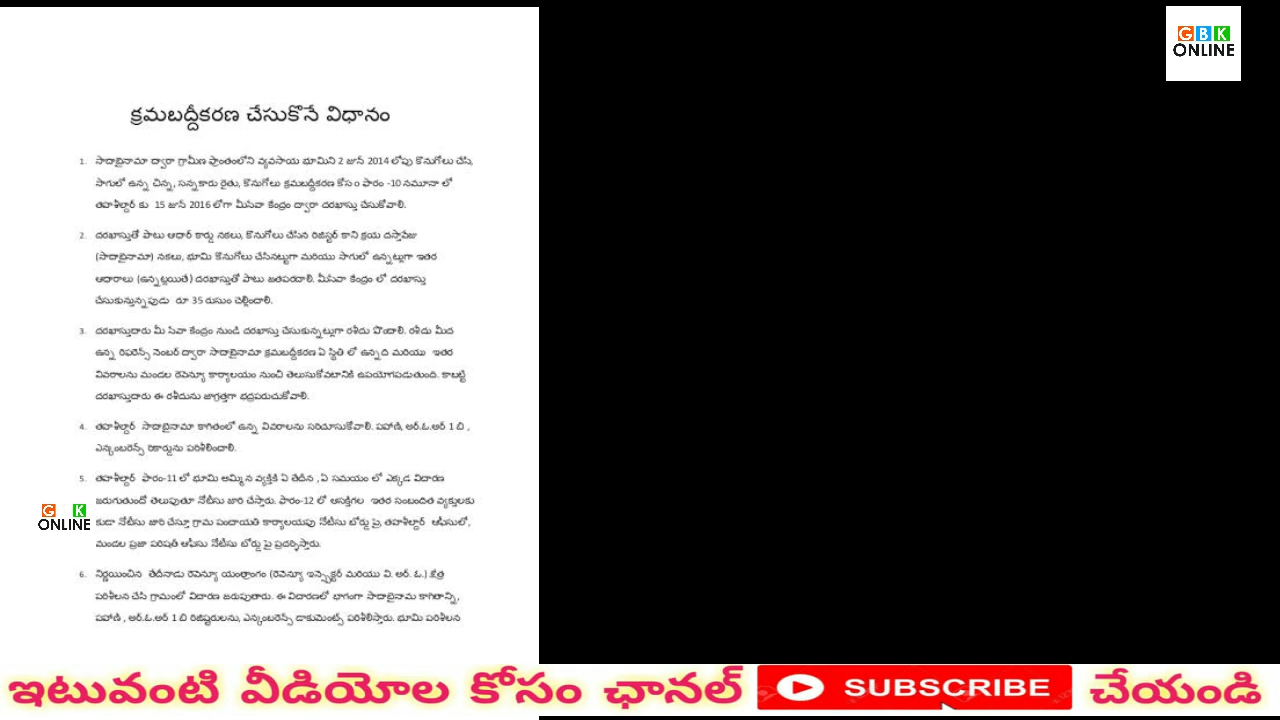 GBK
ONLINE
క్రమబద్దీకరణ చేసుకొనే విధానం
1. సాదాబైనామా ద్వారా గ్రామీణ ప్రాంతంలోని వ్యవసాయ భూమిని 2 జూన్ 2014 లోపు కొనుగోలు చేసి,
సాగులో ఉన్న చిన్న, సన్నకారు రైతు, కొనుగోలు క్రమబద్దీకరణ కోసం ఫారం -10 నమూనా లో
తహశీల్దార్ కు 15 జూన్ 2016 లోగా మీసేవా కేంద్రం ద్వారా దరఖాస్తు చేసుకోవాలి.
2. దరఖాస్తుతో పాటు ఆధార్ కార్డు నకలు, కొనుగోలు చేసిన రిజిస్టర్ కాని క్రయ దస్తావేజు
(సాదాబైనామా) నకలు, భూమి కొనుగోలు చేసినట్టుగా మరియు సాగులో ఉన్నట్లుగా ఇతర
ఆధారాలు (ఉన్నట్లయితే) దరఖాస్తుతో పాటు జతపరచాలి. మీసేవా కేంద్రం లో దరఖాస్తు
చేసుకున్నప్పుడు రూ 35 రుసుం చెల్లించాలి.
3. దరఖాస్తుదారు మీ సేవా కేంద్రం నుండి దరఖాస్తు చేసుకున్నట్లుగా రశీదు పొందాలి. రశీదు మీద
ఉన్న రిఫరెన్స్ నెంబర్ ద్వారా సాదాబైనామా క్రమబద్దీకరణ ఏ స్థితి లో ఉన్నది మరియు ఇతర
వివరాలను మండల రెవెన్యూ కార్యాలయం నుంచి తెలుసుకోవటానికి ఉపయోగపడుతుంది. కాబట్టి
దరఖాస్తుదారు ఈ రశీదును జాగ్రత్తగా భద్రపరుచుకోవాలి.
4. తహశీల్దార్ సాదాబైనామా కాగితంలో ఉన్న వివరాలను సరిచూసుకోవాలి. పహాణి, ఆర్.ఓ.ఆర్ 1 బి ,
ఎన్కంబరెన్స్ రికార్డును పరిశీలించాలి.
5. తహశీల్దార్ ఫారం-11 లో భూమి అమ్మిన వ్యక్తికి ఏ తేదీన , ఏ సమయం లో ఎక్కడ విచారణ
జరుగుతుందో తెలుపుతూ నోటీసు జారి చేస్తారు. ఫారం-12 లో ఆసక్తిగల ఇతర సంబందిత వ్యక్తులకు
కుడా నోటీసు జారి చేస్తూ గ్రామ పంచాయతి కార్యాలయపు నోటీసు బోర్డు పై, తహశీల్దార్ ఆఫీసులో,
మండల ప్రజా పరిషత్ ఆఫీసు నోటీసు బోర్డు పై ప్రదర్శిస్తారు.
6. నిర్ణయించిన తేదీనాడు రెవెన్యూ యంత్రాంగం (రెవెన్యూ ఇన్స్పెక్టర్ మరియు వి. ఆర్. ఓ.) క్షేత్ర
పరిశీలన చేసి గ్రామంలో విచారణ జరుపుతారు. ఈ విచారణలో భాగంగా సాదాబైనామ కాగితాన్ని,
పహాణి , ఆర్.ఓ.ఆర్ 1 బి రిజిష్టరులను, ఎన్కంబరెన్స్ డాకుమెంట్స్ పరిశీలిస్తారు. భూమి పరిశీలన
G K
ONLINE
ఇటువంటి వీడియోల కోసం ఛానల్ SUBSCRIBE చేయండి